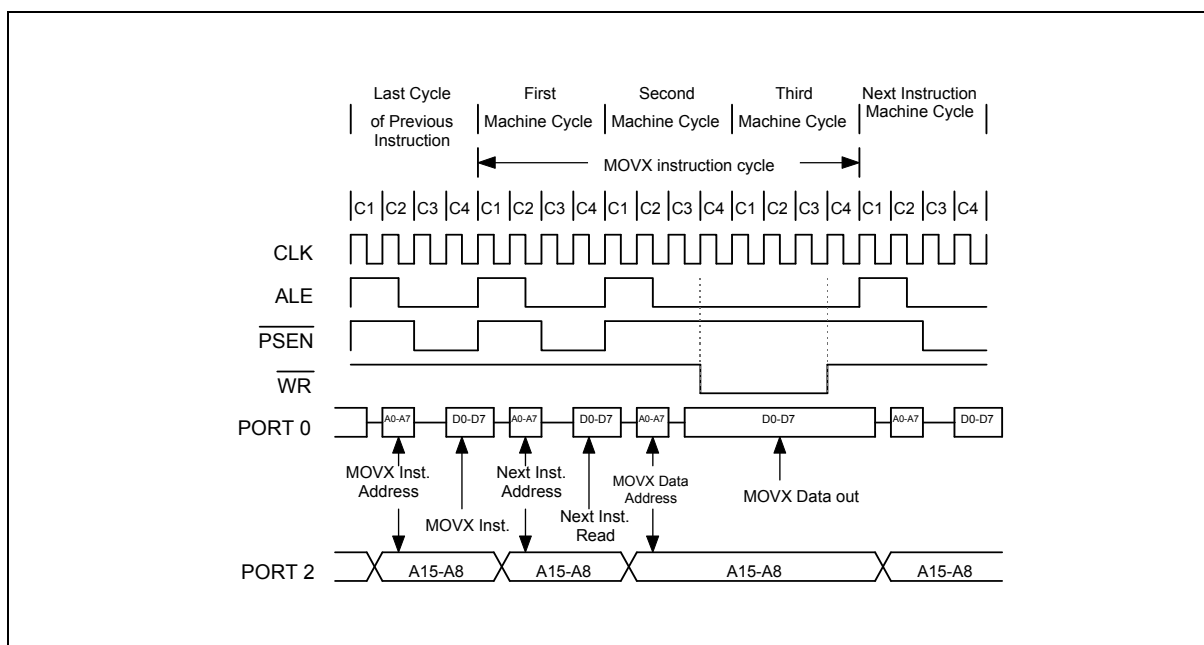 Last Cycle
of Previous
Instruction
First
Machine Cycle
Second
Machine Cycle
Third
Machine Cycle
Next Instruction
Machine Cycle
MOVX instruction cycle
C1 C2 C3 C4 C1 C2 C3 C4 C1 C2 C3 C4 C1 C2 C3 C4 C1 C2 C3 C4
CLK
ALE
PSEN
WR
PORT 0
A0-A7 D0-D7 A0-A7 D0-D7 A0-A7 D0-D7 A0-A7 D0-D7
MOVX Inst.
Address
MOVX Inst.
Next Inst.
Address
Next Inst.
Read
MOVX Data
Address
MOVX Data out
PORT 2
A15-A8 A15-A8 A15-A8 A15-A8